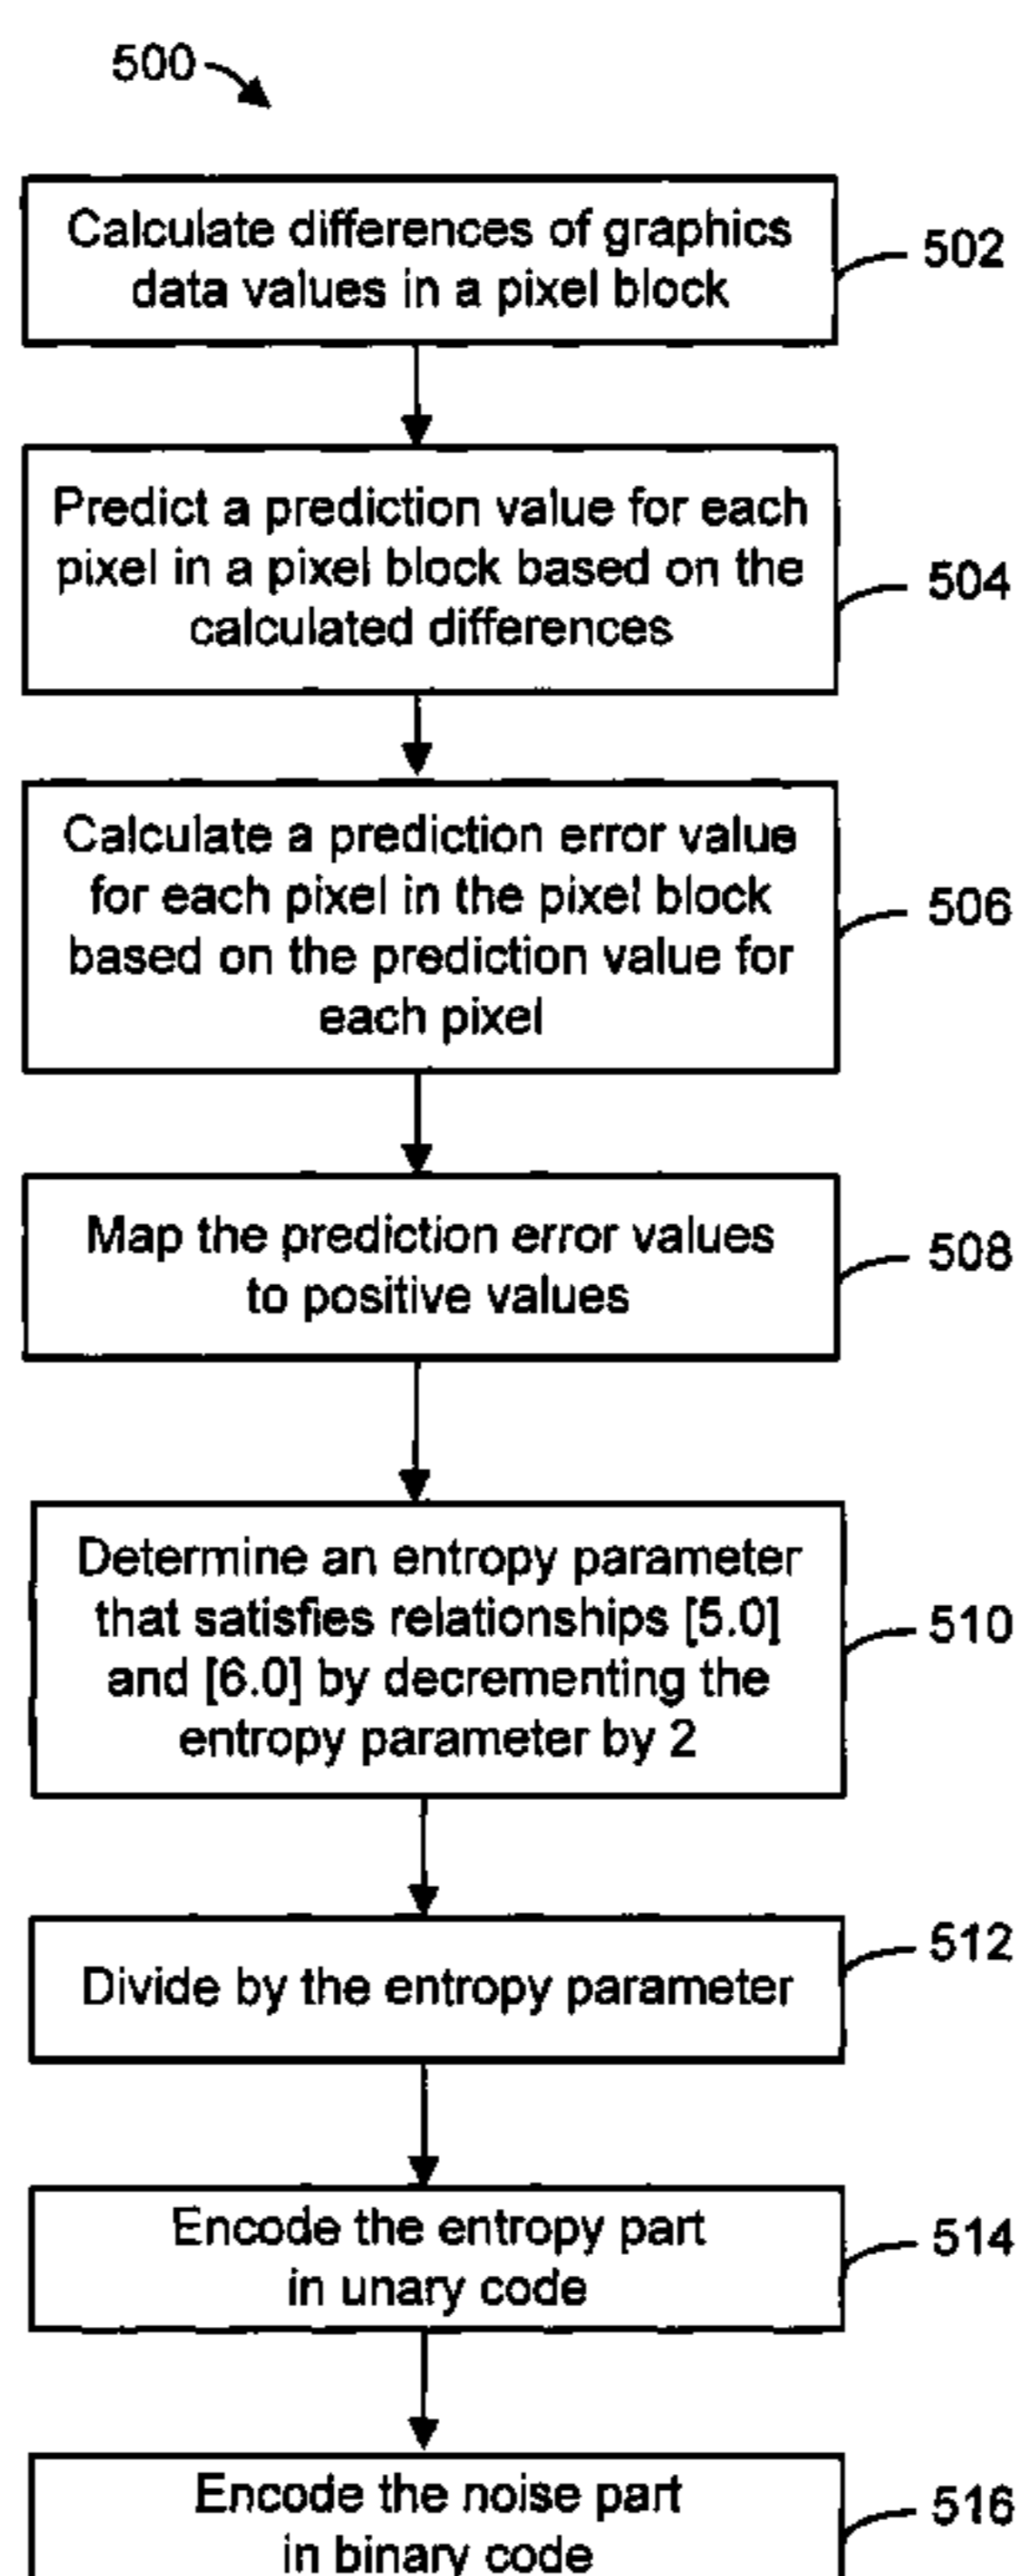 500
Calculate differences of graphics
data values in a pixel block
502
Predict a prediction value for each
pixel in a pixel block based on the
calculated differences
504
Calculate a prediction error value
for each pixel in the pixel block
based on the prediction value for
each pixel
506
Map the prediction error values
to positive values
508
Determine an entropy parameter
that satisfies relationships [5.0]
and [6.0] by decrementing the
entropy parameter by 2
510
Divide by the entropy parameter
512
Encode the entropy part
in unary code
514
Encode the noise part
in binary code
516